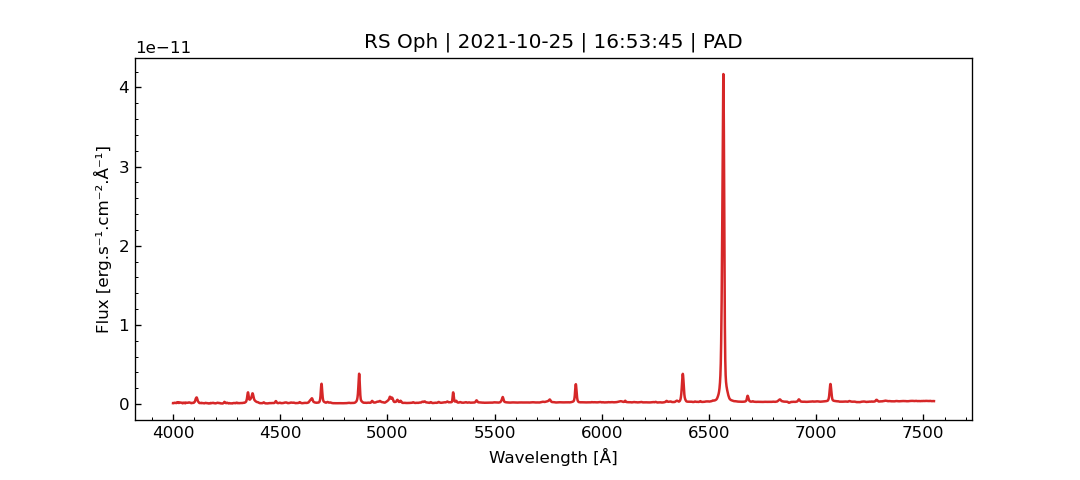 RS Oph | 2021-10-25 | 16:53:45 | PAD
1e−11
4
3
2
1
0
Flux [erg.s⁻¹.cm⁻².Å⁻¹]
4000 4500 5000 5500 6000 6500 7000 7500
Wavelength [Å]